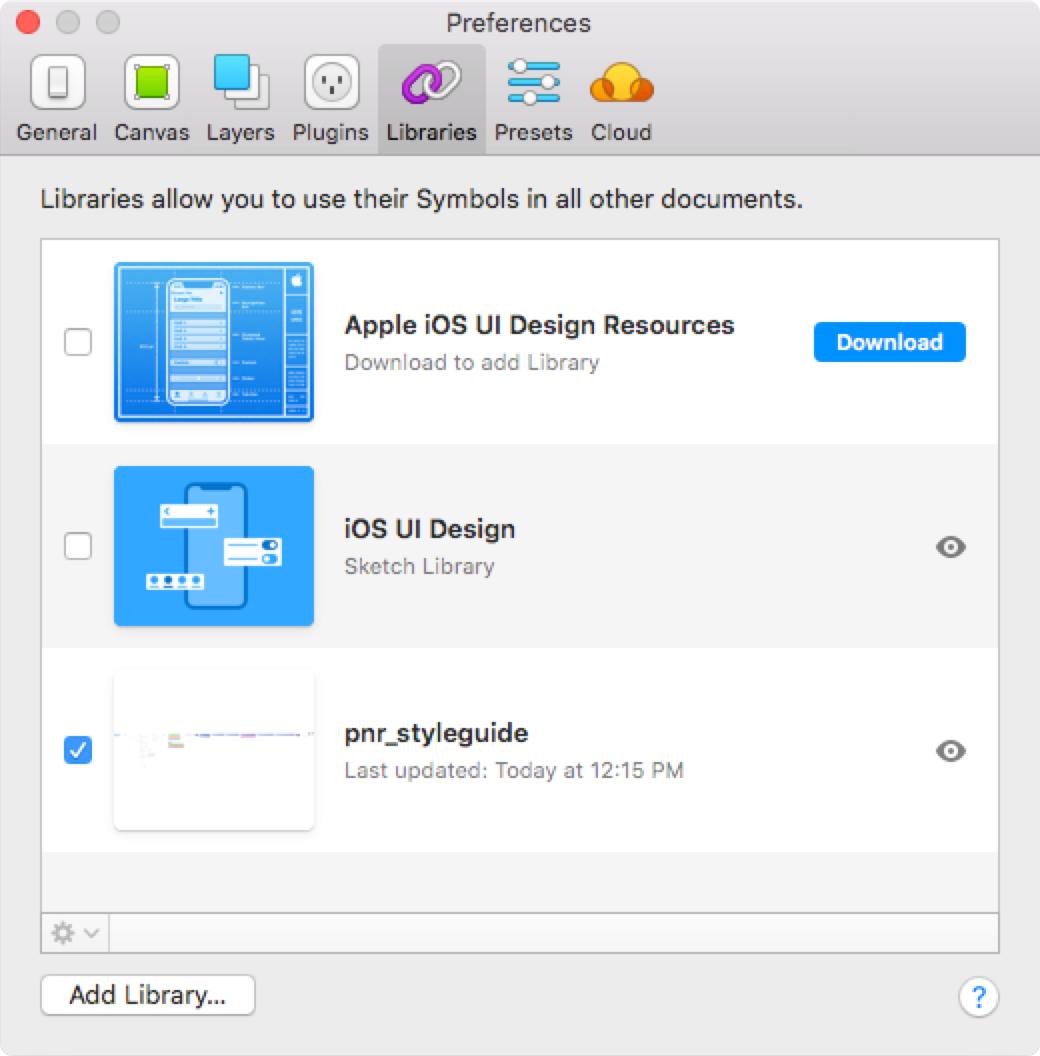 Preferences
General Canvas Layers Plugins Libraries Presets Cloud
Libraries allow you to use their Symbols in all other documents.
Apple iOS UI Design Resources
Download to add Library
Download
iOS UI Design
Sketch Library
pnr_styleguide
Last updated: Today at 12:15 PM
Add Library...
?